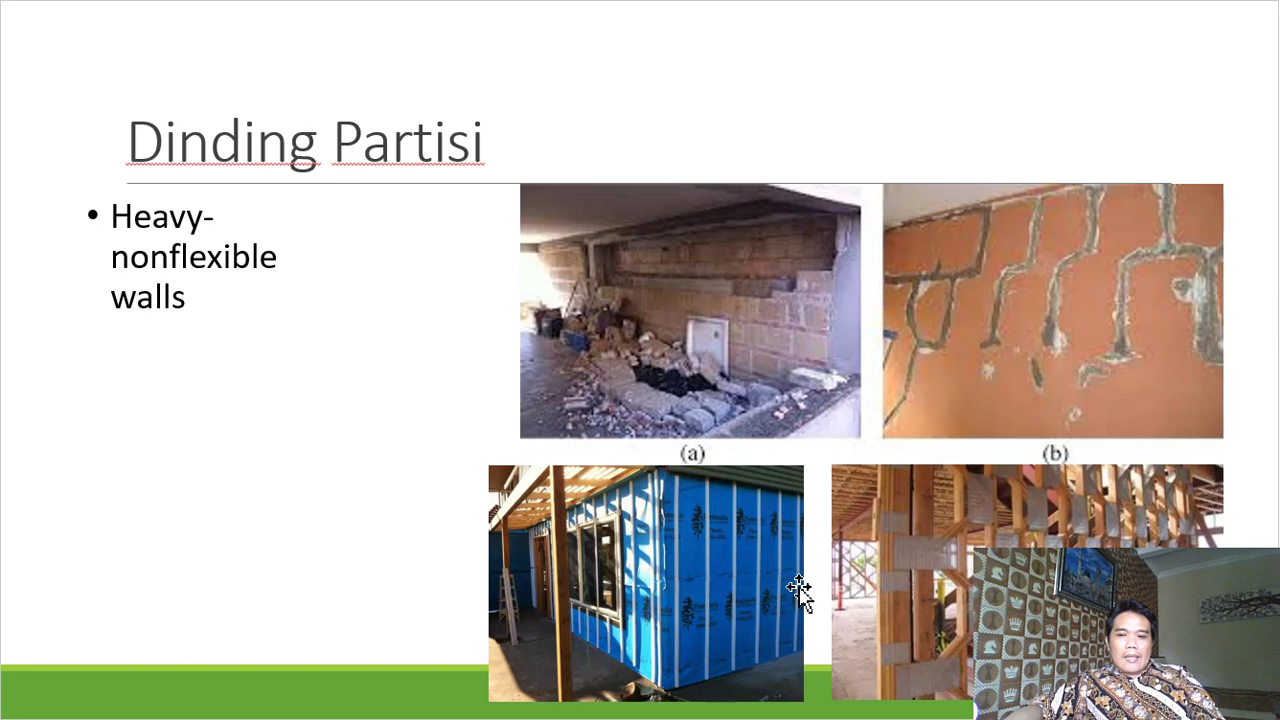 Dinding Partisi
• Heavy-
nonflexible
walls
(a)
(b)